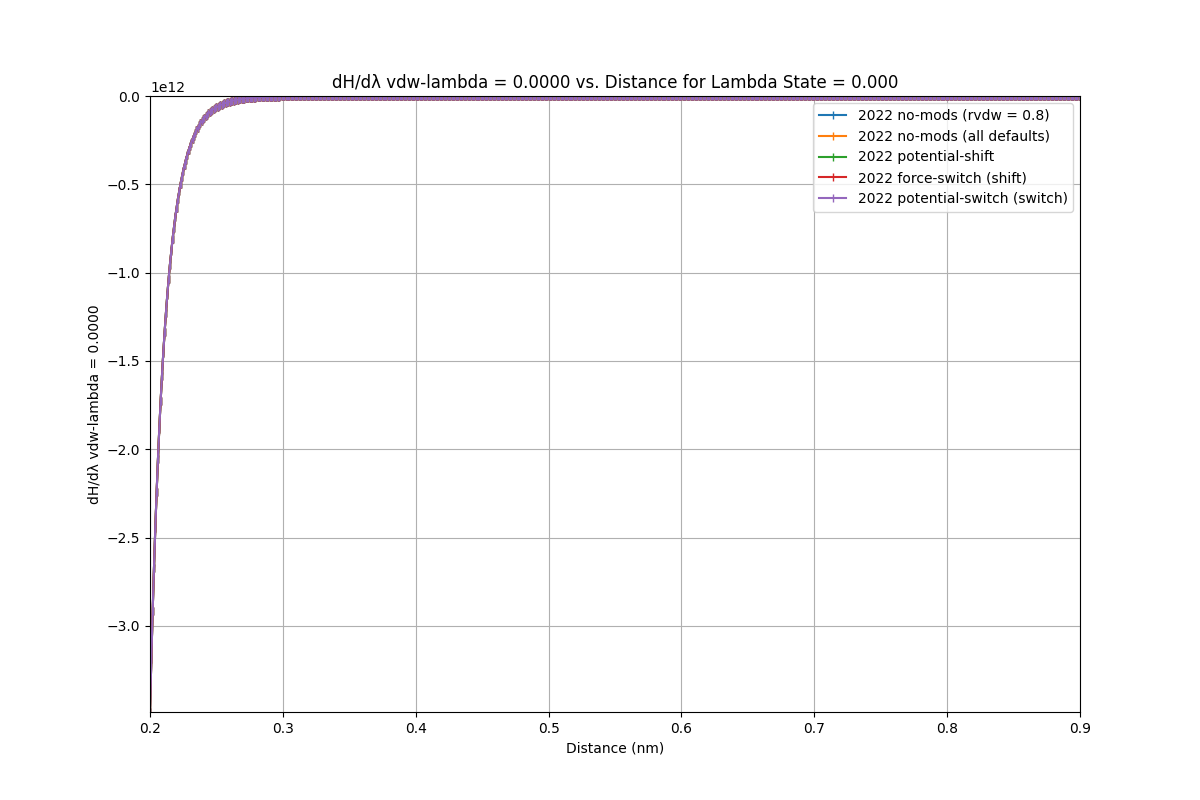 dH/dλ vdw-lambda = 0.0000 vs. Distance for Lambda State = 0.000
1e12
0.0
−0.5
−1.0
−1.5
−2.0
−2.5
−3.0
dH/dλ vdw-lambda = 0.0000
2022 no-mods (rvdw = 0.8)
2022 no-mods (all defaults)
2022 potential-shift
2022 force-switch (shift)
2022 potential-switch (switch)
0.2 0.3 0.4 0.5 0.6 0.7 0.8 0.9
Distance (nm)